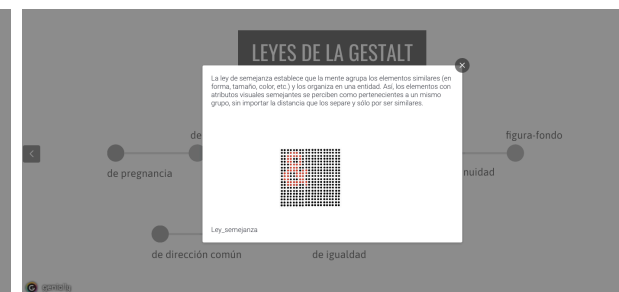 LEYES DE LA GESTALT
La ley de semejanza establece que la mente agrupa los elementos similares (en
forma, tamaño, color, etc.) y los organiza en una entidad. Así, los elementos con
atributos visuales semejantes se perciben como pertenecientes a un mismo
grupo, sin importar la distancia que los separe y sólo por ser similares.
de
figura-fondo
de pregnancia
nuidad
Ley_semejanza
de dirección común
de igualdad
genially